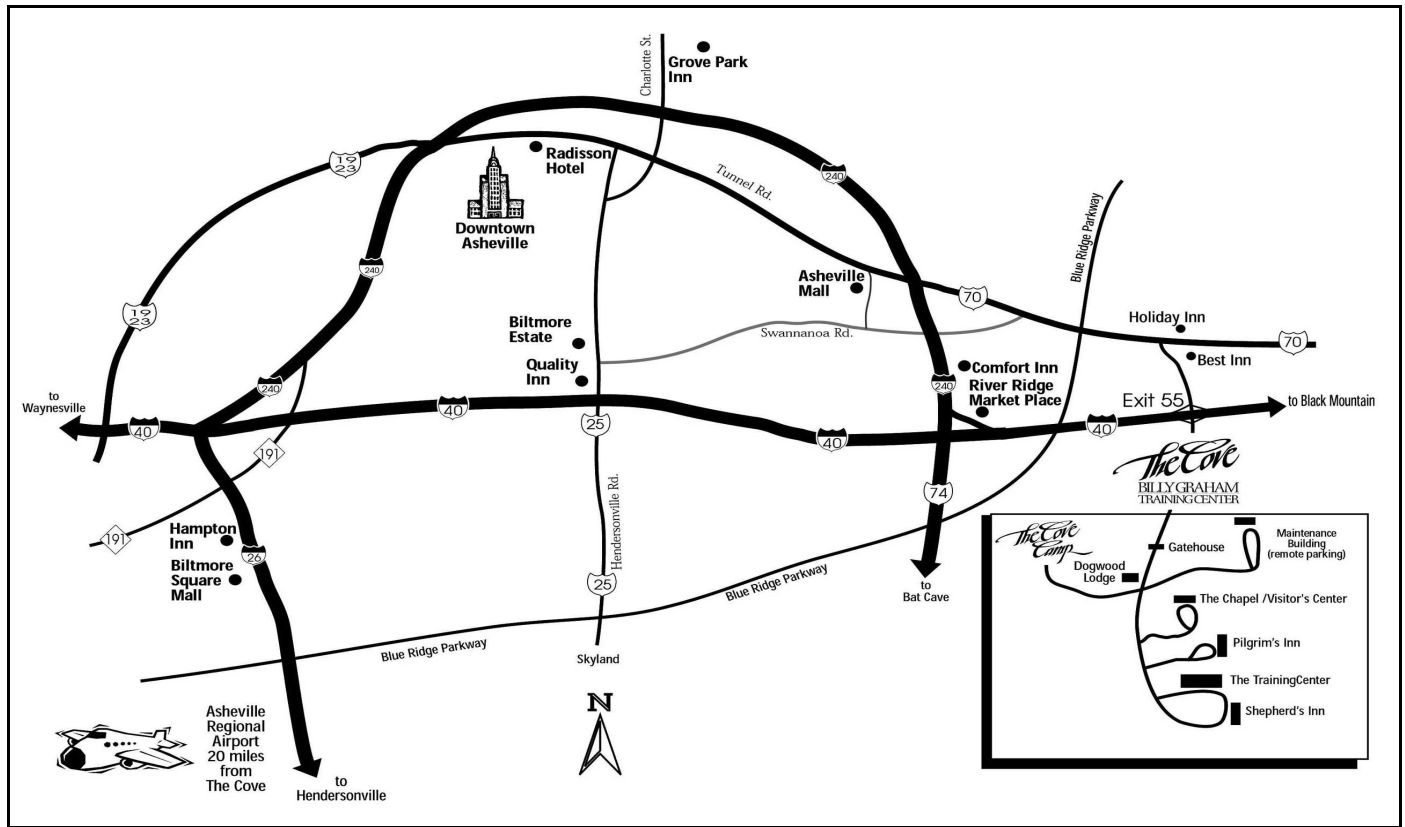 Charlotte St.
Grove Park
Inn
19
23
Radisson
Hotel
Tunnel Rd.
240
Blue Ridge Parkway
Downtown
Asheville
240
Asheville
Mall
70
19
23
Biltmore
Estate
Swannanoa Rd.
Holiday Inn
70
Quality
Inn
Comfort Inn
Best Inn
240
240
River Ridge
Market Place
Exit 55
to
Waynesville
to Black Mountain
40
40
25
40
40
191
The Cove
BILLY GRAHAM
TRAINING CENTER
74
Hendersonville Rd.
191
Hampton
Inn
26
Biltmore
Square
Mall
25
Blue Ridge Parkway
to
Bat Cave
Blue Ridge Parkway
Skyland
The Cove
Camp
Gatehouse
Maintenance
Building
(remote parking)
Dogwood
Lodge
The Chapel /Visitor's Center
Pilgrim's Inn
The TrainingCenter
Shepherd's Inn
N
Asheville
Regional
Airport
20 miles
from
The Cove
to
Hendersonville